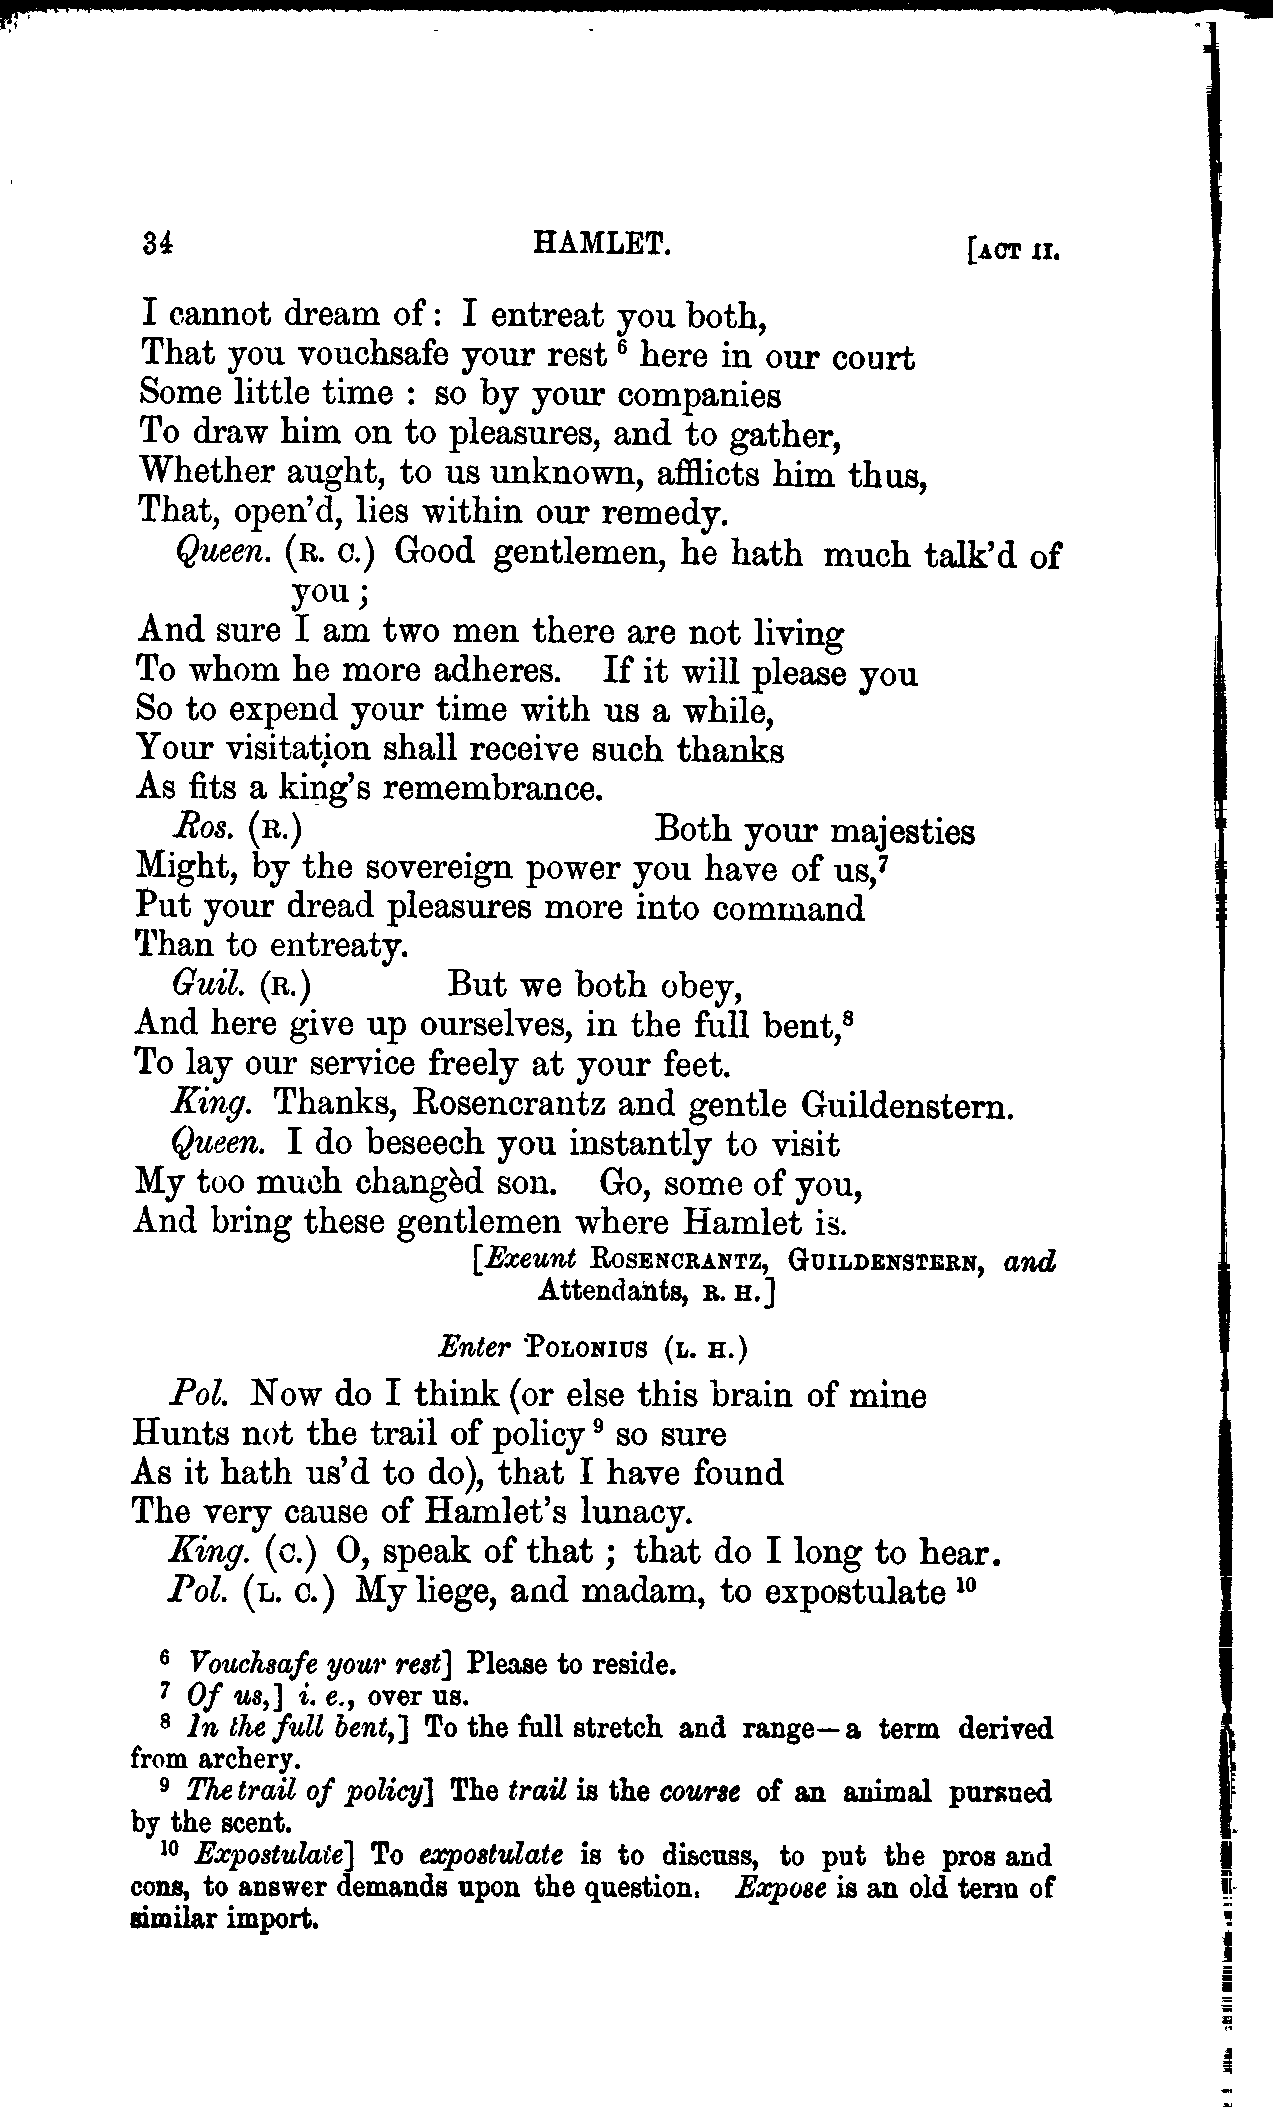 34 HAMLET. [ACT II.
I cannot dream of: I entreat you both,
That you vouchsafe your rest 6 here in our court
Some little time : so by your companies
To draw him on to pleasures, and to gather,
Whether aught, to us unknown, afflicts him thus,
That, open'd, lies within our remedy.
Queen. (R. C.) Good gentlemen, he hath much talk'd of
you ;
And sure I am two men there are not living
To whom he more adheres. If it will please you
So to expend your time with us a while,
Your visitation shall receive such thanks
As fits a king's remembrance.
Ros. (R.) Both your majesties
Might, by the sovereign power you have of us,7
Put your dread pleasures more into command
Than to entreaty.
Guil. (R.) But we both obey,
And here give up ourselves, in the full bent,8
To lay our service freely at your feet.
King. Thanks, Rosencrantz and gentle Guildenstern.
Queen. I do beseech you instantly to visit
My too much changèd son. Go, some of you,
And bring these gentlemen where Hamlet is.
[Exeunt ROSENCRANTZ, GUILDENSTERN, and
Attendants, R. H.]
Enter POLONIUS (L. H.)
Pol. Now do I think (or else this brain of mine
Hunts not the trail of policy 9 so sure
As it hath us'd to do), that I have found
The very cause of Hamlet's lunacy.
King. (C.) O, speak of that ; that do I long to hear.
Pol. (L. C.) My liege, and madam, to expostulate 10
6 Vouchsafe your rest] Please to reside.
7 Of us,] i. e., over us.
8 In the full bent,] To the full stretch and range—a term derived
from archery.
9 The trail of policy] The trail is the course of an animal pursued
by the scent.
10 Expostulate] To expostulate is to discuss, to put the pros and
cons, to answer demands upon the question. Expose is an old term of
similar import.